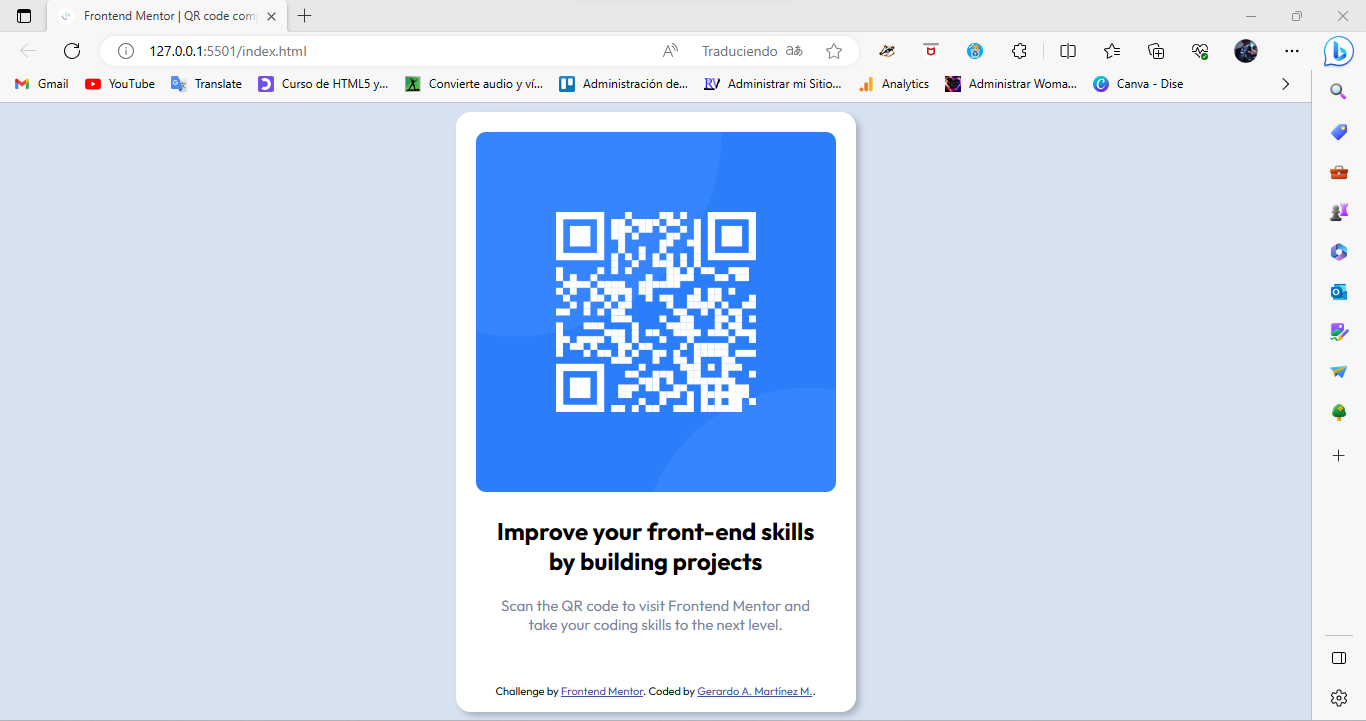 Frontend Mentor | QR code com
127.0.0.1:5501/index.html
Traduciendo
Gmail
YouTube
Translate
Curso de HTML5 y...
Convierte audio y ví...
Administración de...
Administrar mi Sitio...
Analytics
Administrar Woma...
Canva - Dise
Improve your front-end skills
by building projects
Scan the QR code to visit Frontend Mentor and
take your coding skills to the next level.
Challenge by Frontend Mentor. Coded by Gerardo A. Martínez M..